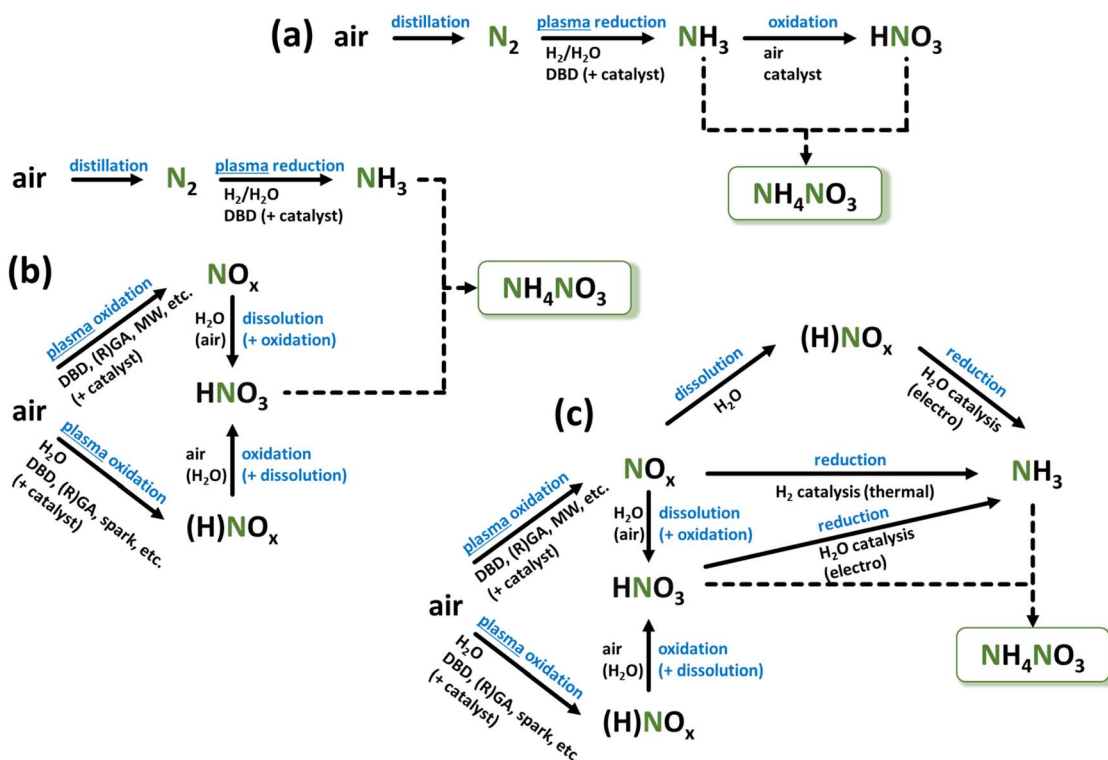 (a)
air
distillation
N₂
plasma reduction
H₂/H₂O
DBD (+ catalyst)
NH₃
oxidation
air
catalyst
HNO₃
NH₄NO₃
air
distillation
N₂
plasma reduction
H₂/H₂O
DBD (+ catalyst)
NH₃
(b)
plasma oxidation
DBD, (R)GA, MW, etc.
(+ catalyst)
NOₓ
H₂O
(air)
dissolution
(+ oxidation)
HNO₃
NH₄NO₃
air
plasma oxidation
H₂O
DBD, (R)GA, spark, etc.
(+ catalyst)
air
(H₂O)
oxidation
(+ dissolution)
(H)NOₓ
(c)
dissolution
H₂O
(H)NOₓ
reduction
H₂O catalysis
(electro)
plasma oxidation
DBD, (R)GA, MW, etc.
(+ catalyst)
NOₓ
reduction
H₂ catalysis (thermal)
NH₃
H₂O
(air)
dissolution
(+ oxidation)
reduction
H₂O catalysis
(electro)
HNO₃
air
plasma oxidation
H₂O
DBD, (R)GA, spark, etc
(+ catalyst)
air
(H₂O)
oxidation
(+ dissolution)
(H)NOₓ
NH₄NO₃